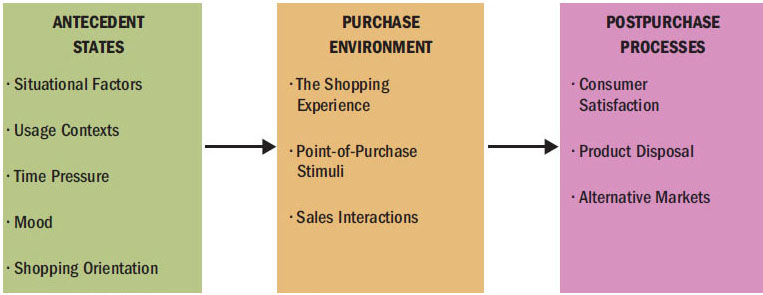 ANTECEDENT
STATES
· Situational Factors
· Usage Contexts
· Time Pressure
· Mood
· Shopping Orientation
PURCHASE
ENVIRONMENT
· The Shopping
Experience
· Point-of-Purchase
Stimuli
· Sales Interactions
POSTPURCHASE
PROCESSES
· Consumer
Satisfaction
· Product Disposal
· Alternative Markets